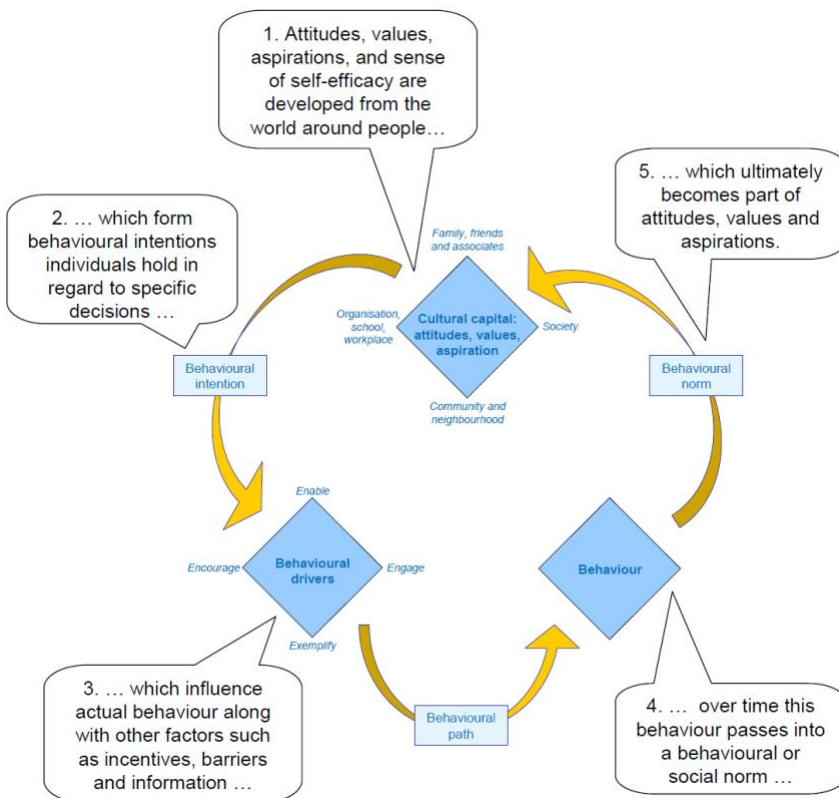 1. Attitudes, values,
aspirations, and sense
of self-efficacy are
developed from the
world around people…
2. … which form
behavioural intentions
individuals hold in
regard to specific
decisions …
5. … which ultimately
becomes part of
attitudes, values and
aspirations.
Family, friends
and associates
Organisation,
school,
workplace
Cultural capital:
attitudes, values,
aspiration
Society
Community and
neighbourhood
Behavioural
intention
Behavioural
norm
Enable
Encourage
Behavioural
drivers
Engage
Exemplify
Behaviour
3. … which influence
actual behaviour along
with other factors such
as incentives, barriers
and information …
Behavioural
path
4. … over time this
behaviour passes into
a behavioural or
social norm …